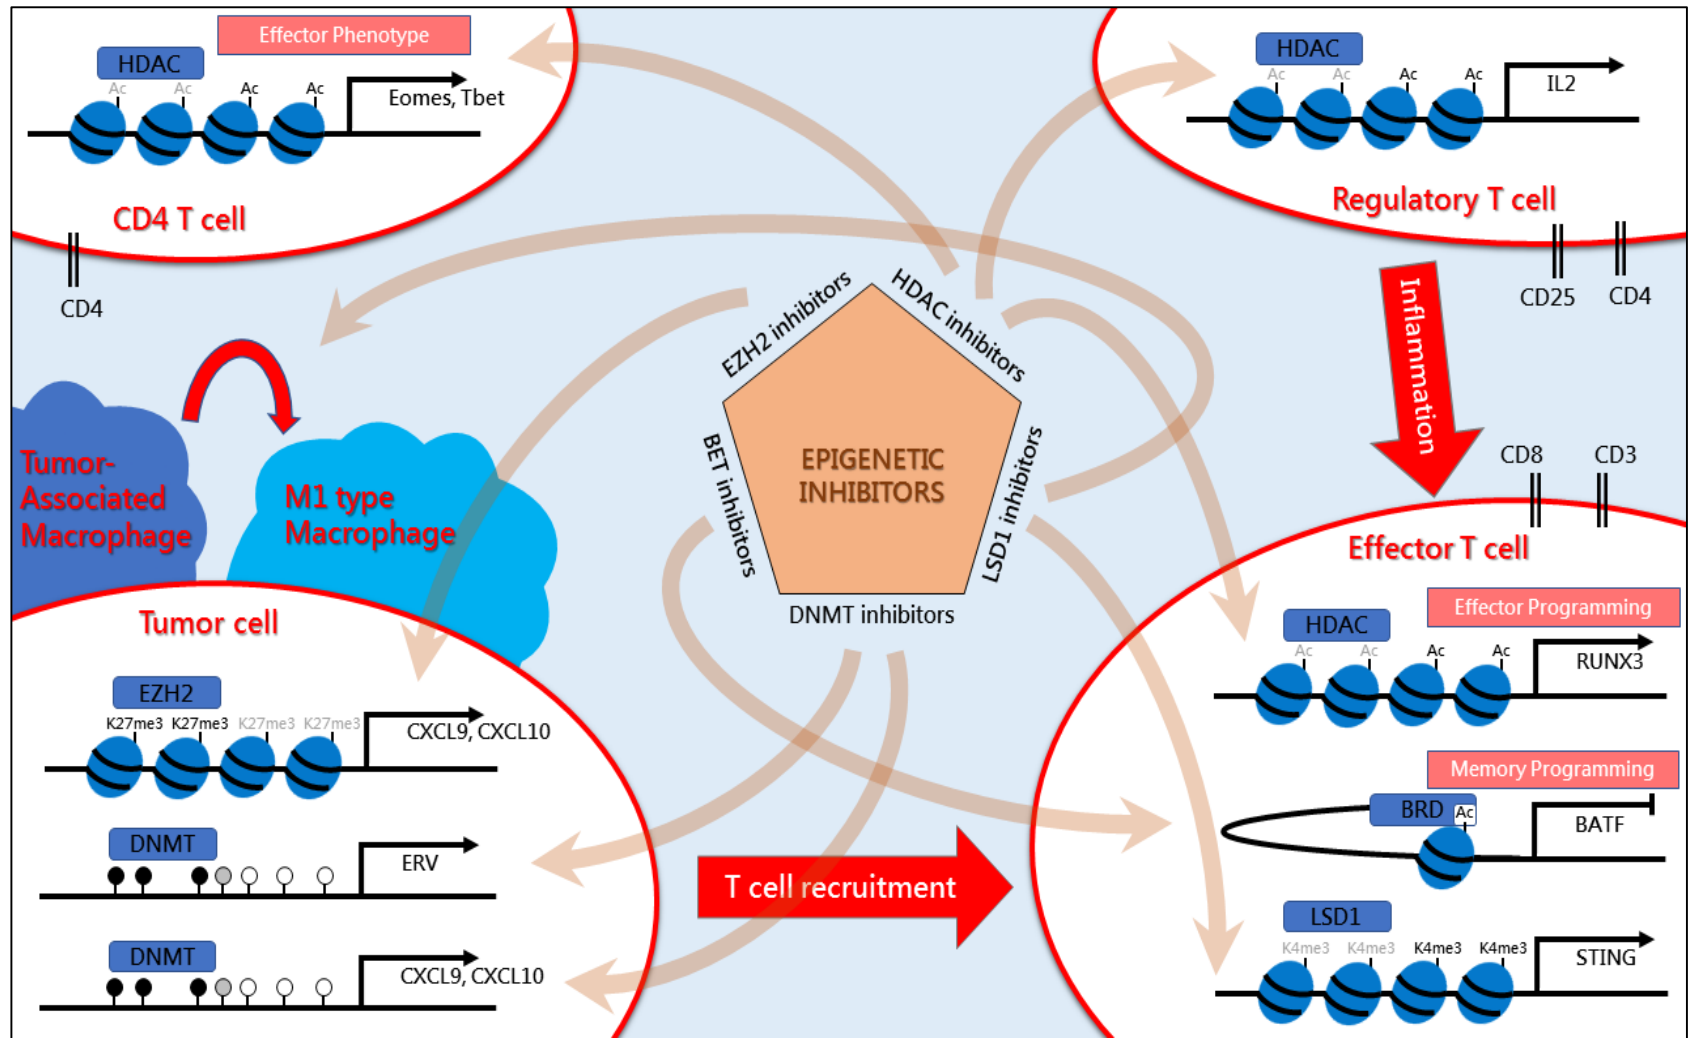 Effector Phenotype
HDAC
Ac Ac Ac Ac
Eomes, Tbet
CD4 T cell
CD4
HDAC
Ac Ac Ac Ac
IL2
Regulatory T cell
CD25
CD4
Inflammation
EZH2 inhibitors
HDAC inhibitors
BET inhibitors
LSD1 inhibitors
DNMT inhibitors
EPIGENETIC
INHIBITORS
Tumor-
Associated
Macrophage
M1 type
Macrophage
Tumor cell
EZH2
K27me3 K27me3 K27me3 K27me3
CXCL9, CXCL10
DNMT
ERV
DNMT
CXCL9, CXCL10
T cell recruitment
CD8
CD3
Effector T cell
Effector Programming
HDAC
Ac Ac Ac Ac
RUNX3
Memory Programming
BRD
Ac
BATF
LSD1
K4me3 K4me3 K4me3 K4me3
STING